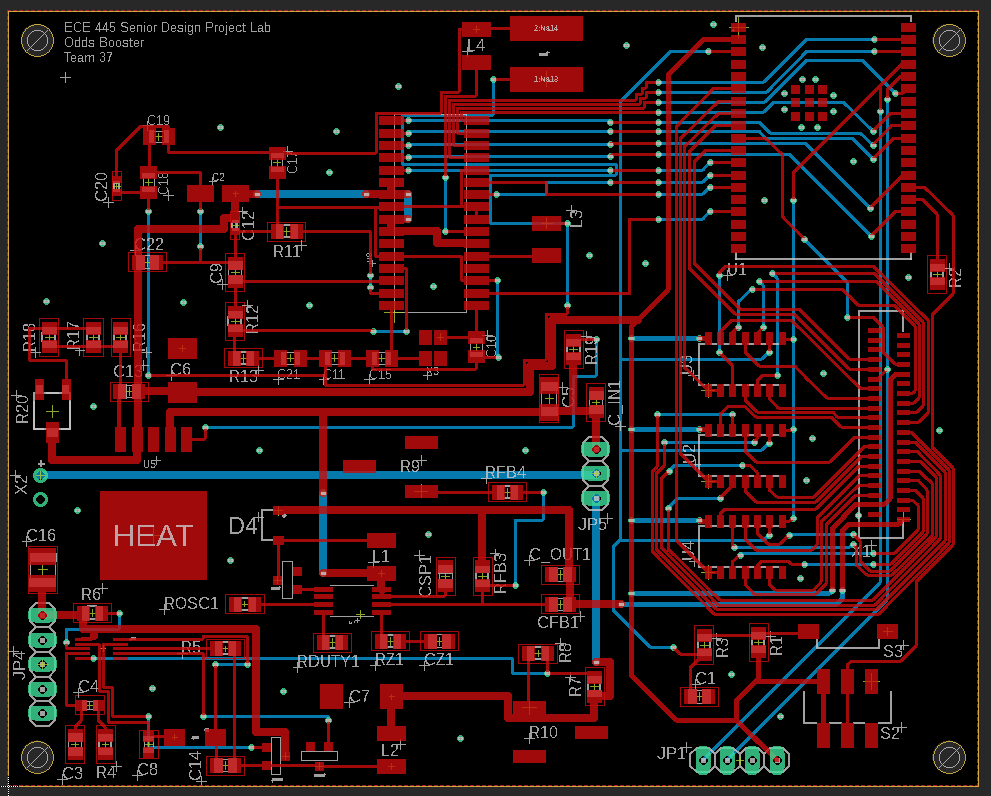 ECE 445 Senior Design Project Lab
Odds Booster
Team 37
L4
C19
C17
C20
C18
C2
C12
L3
R11
C22
C9
U1
R2
R12
R18
R17
R16
C10
R19
R13
C21
C11
C15
C6
C5
C_IN1
R20
U5
U2
R9
RFB4
X2
JP5
HEAT
D4
C16
L1
C_OUT1
U4
CSP1
RFB3
R6
ROSC1
CFB1
JP4
R5
RDUTY1
RZ1
CZ1
R8
R3
R1
S3
C4
C7
R7
C1
R10
S2
L2
JP1
C3
R4
C8
C14